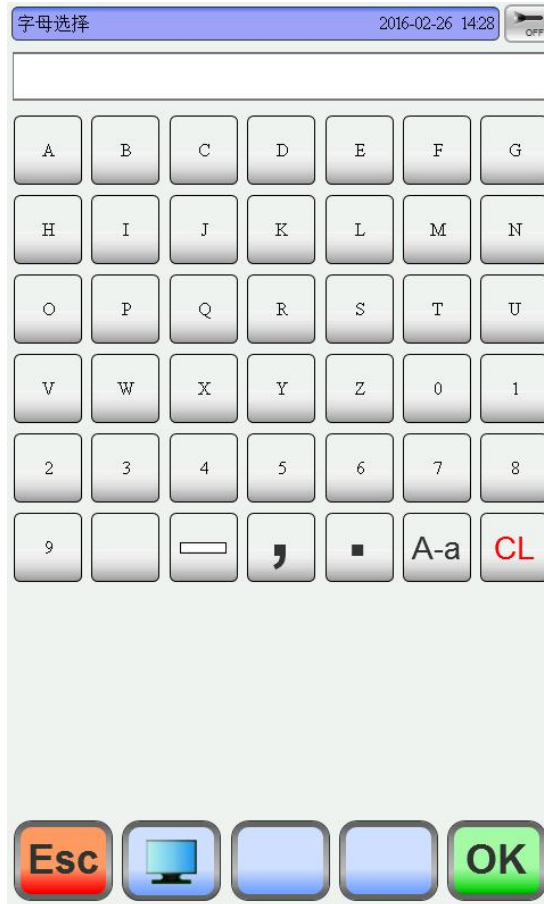 字母选择 2016-02-26 14:28
OFF
A B C D E F G
H I J K L M N
O P Q R S T U
V W X Y Z 0 1
2 3 4 5 6 7 8
9 , . A-a CL
Esc OK